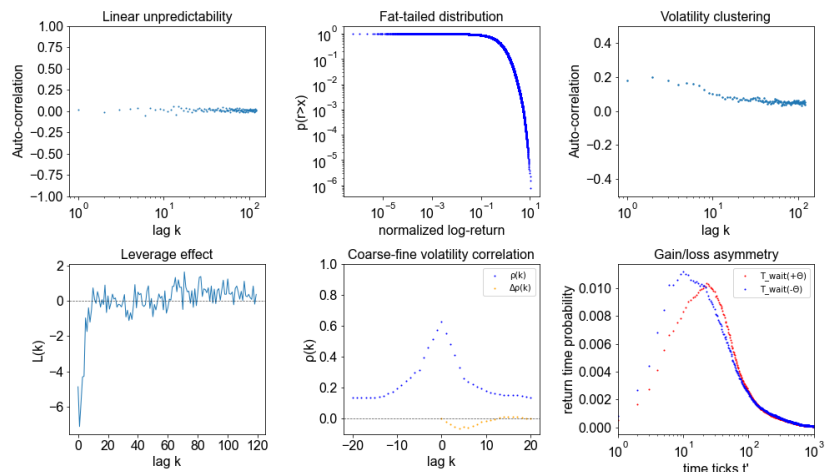 Linear unpredictability
1.00
0.75
0.50
0.25
0.00
−0.25
−0.50
−0.75
−1.00
Auto-correlation
10⁰ 10¹ 10²
lag k
Fat-tailed distribution
10⁰
10⁻¹
10⁻²
10⁻³
10⁻⁴
10⁻⁵
10⁻⁶
p(r>x)
10⁻⁵ 10⁻³ 10⁻¹ 10¹
normalized log-return
Volatility clustering
0.4
0.2
0.0
−0.2
−0.4
Auto-correlation
10⁰ 10¹ 10²
lag k
Leverage effect
2
0
−2
−4
−6
L(k)
0 20 40 60 80 100 120
lag k
Coarse-fine volatility correlation
1.0
0.8
0.6
0.4
0.2
0.0
ρ(k)
ρ(k)
Δρ(k)
−20 −10 0 10 20
lag k
Gain/loss asymmetry
0.010
0.008
0.006
0.004
0.002
0.000
return time probability
T_wait(+Θ)
T_wait(-Θ)
10⁰ 10¹ 10² 10³
time ticks t'